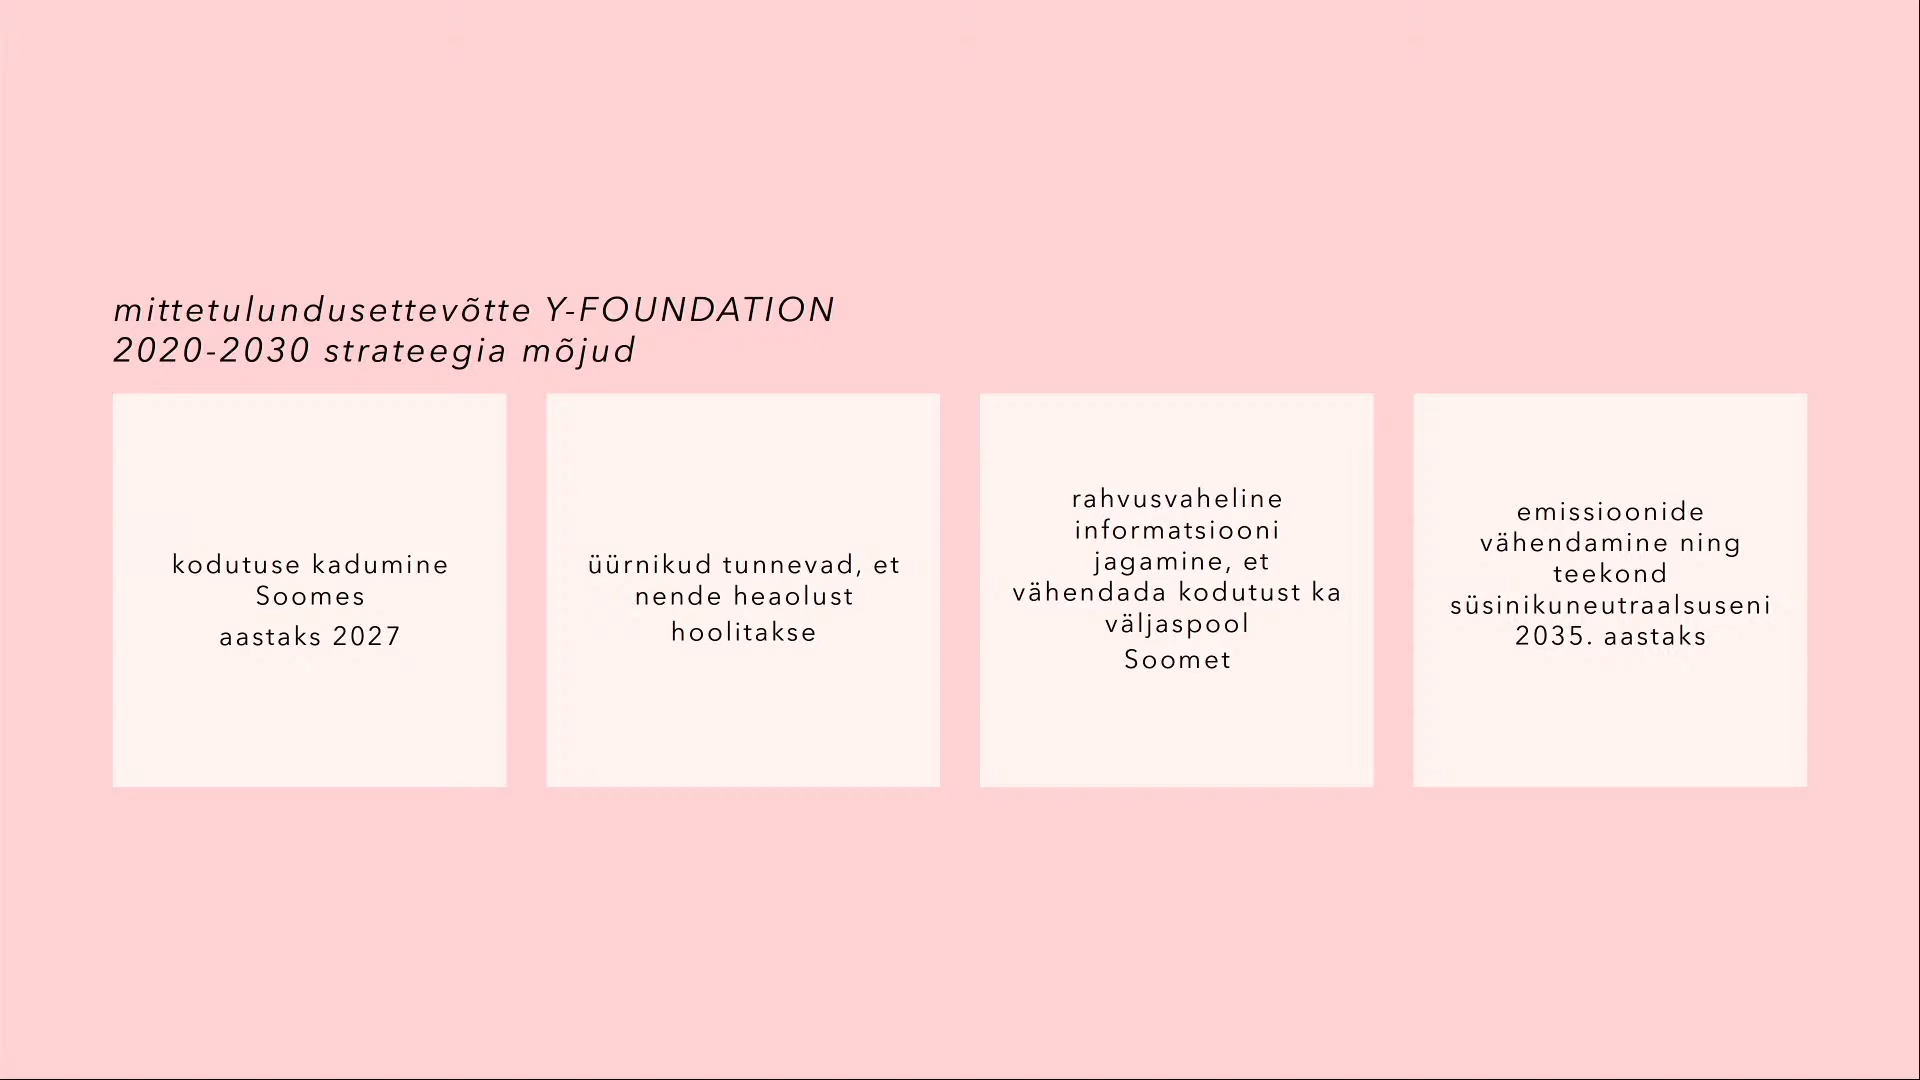 mittetulundusettevõtte Y-FOUNDATION
2020-2030 strateegia mõjud
kodutuse kadumine
Soomes
aastaks 2027
üürnikud tunnevad, et
nende heaolust
hoolitakse
rahvusvaheline
informatsiooni
jagamine, et
vähendada kodutust ka
väljaspool
Soomet
emissioonide
vähendamine ning
teekond
süsinikuneutraalsuseni
2035. aastaks